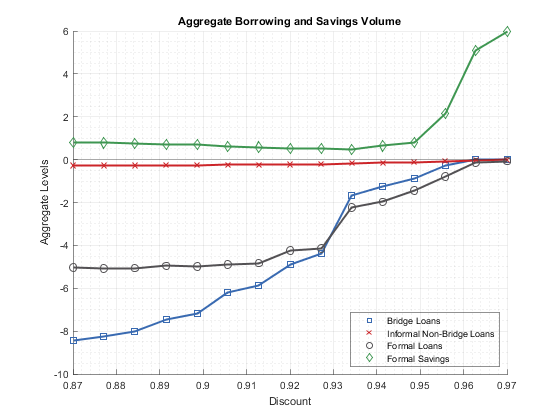 Aggregate Borrowing and Savings Volume
6
4
2
0
-2
-4
-6
-8
-10
Aggregate Levels
Bridge Loans
Informal Non-Bridge Loans
Formal Loans
Formal Savings
0.87 0.88 0.89 0.9 0.91 0.92 0.93 0.94 0.95 0.96 0.97
Discount